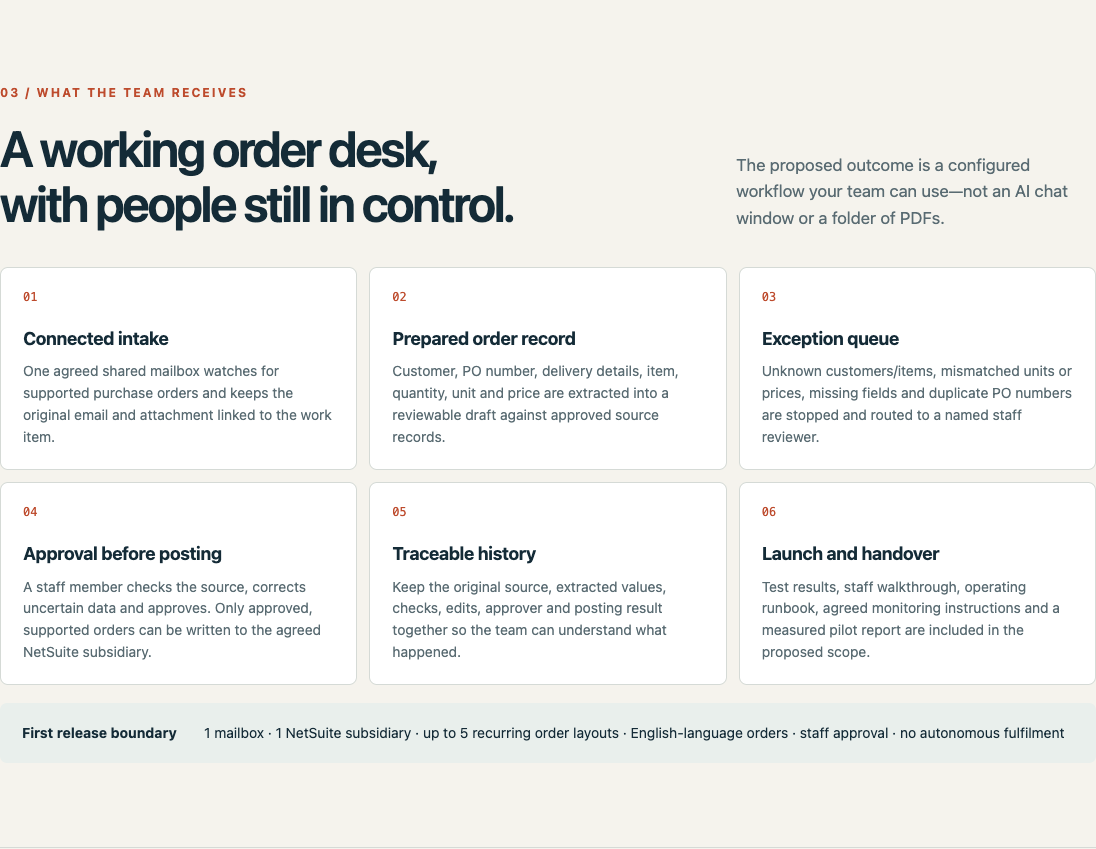 03 / WHAT THE TEAM RECEIVES
A working order desk,
with people still in control.
The proposed outcome is a configured
workflow your team can use—not an AI chat
window or a folder of PDFs.
01
Connected intake
One agreed shared mailbox watches for
supported purchase orders and keeps the
original email and attachment linked to the work
item.
02
Prepared order record
Customer, PO number, delivery details, item,
quantity, unit and price are extracted into a
reviewable draft against approved source
records.
03
Exception queue
Unknown customers/items, mismatched units or
prices, missing fields and duplicate PO numbers
are stopped and routed to a named staff
reviewer.
04
Approval before posting
A staff member checks the source, corrects
uncertain data and approves. Only approved,
supported orders can be written to the agreed
NetSuite subsidiary.
05
Traceable history
Keep the original source, extracted values,
checks, edits, approver and posting result
together so the team can understand what
happened.
06
Launch and handover
Test results, staff walkthrough, operating
runbook, agreed monitoring instructions and a
measured pilot report are included in the
proposed scope.
First release boundary 1 mailbox · 1 NetSuite subsidiary · up to 5 recurring order layouts · English-language orders · staff approval · no autonomous fulfilment